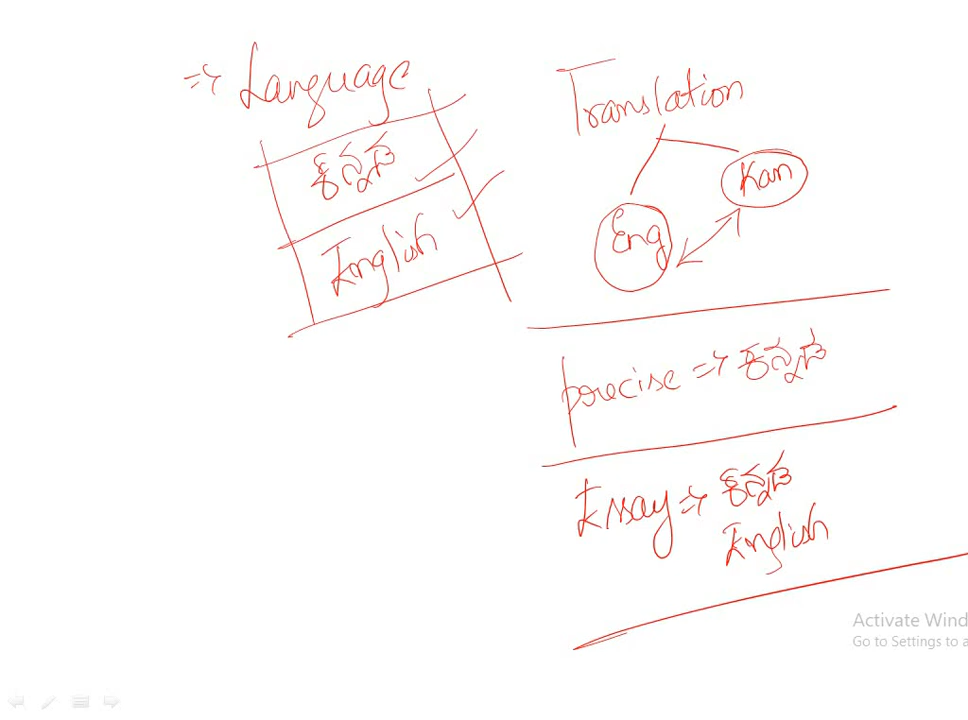 => Language
ಕನ್ನಡ
English
Translation
Eng
Kan
precise => ಕನ್ನಡ
Essay => ಕನ್ನಡ
English
Activate Wind
Go to Settings to a